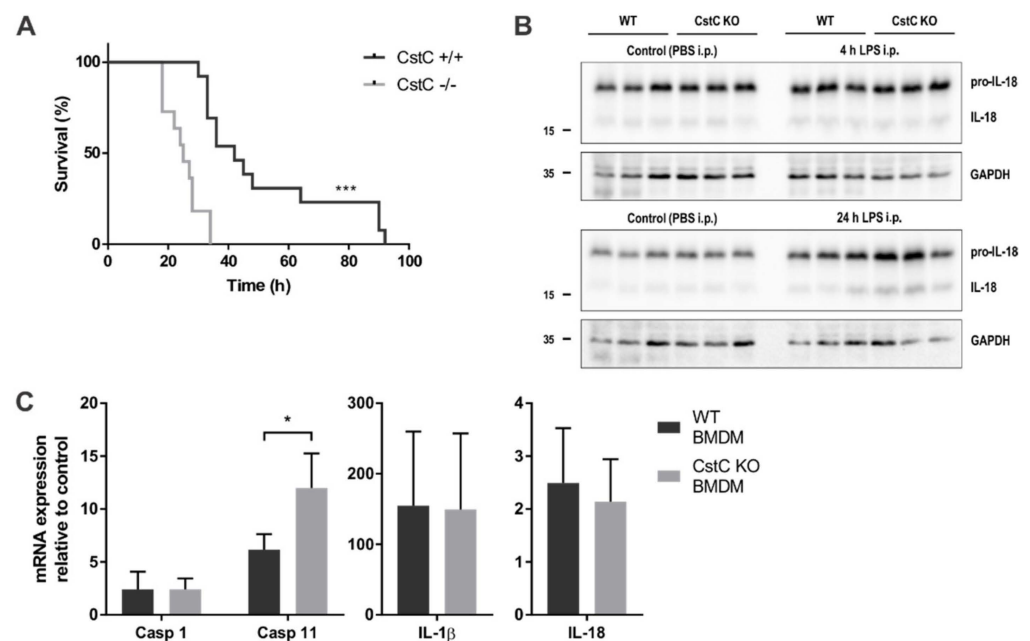 A
Survival (%)
100
50
0
0 20 40 60 80 100
Time (h)
CstC +/+
CstC -/-
***
B
WT CstC KO WT CstC KO
Control (PBS i.p.) 4 h LPS i.p.
pro-IL-18
IL-18
15
35
GAPDH
Control (PBS i.p.) 24 h LPS i.p.
pro-IL-18
IL-18
15
35
GAPDH
C
mRNA expression
relative to control
20
15
10
5
0
*
Casp 1 Casp 11
300
200
150
100
50
0
IL-1β
4
3
2
1
0
IL-18
WT
BMDM
CstC KO
BMDM